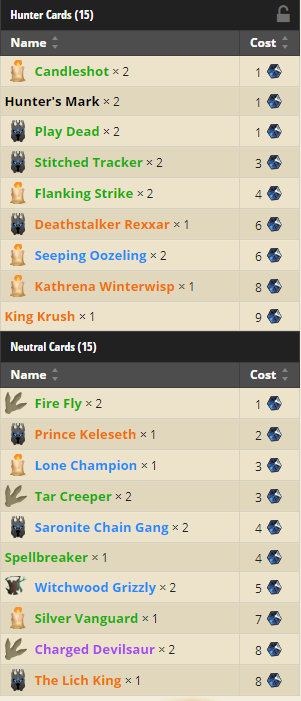 Hunter Cards (15)
Name Cost
Candleshot × 2 1
Hunter's Mark × 2 1
Play Dead × 2 1
Stitched Tracker × 2 3
Flanking Strike × 2 4
Deathstalker Rexxar × 1 6
Seeping Oozeling × 2 6
Kathrena Winterwisp × 1 8
King Krush × 1 9
Neutral Cards (15)
Name Cost
Fire Fly × 2 1
Prince Keleseth × 1 2
Lone Champion × 1 3
Tar Creeper × 2 3
Saronite Chain Gang × 2 4
Spellbreaker × 1 4
Witchwood Grizzly × 2 5
Silver Vanguard × 1 7
Charged Devilsaur × 2 8
The Lich King × 1 8